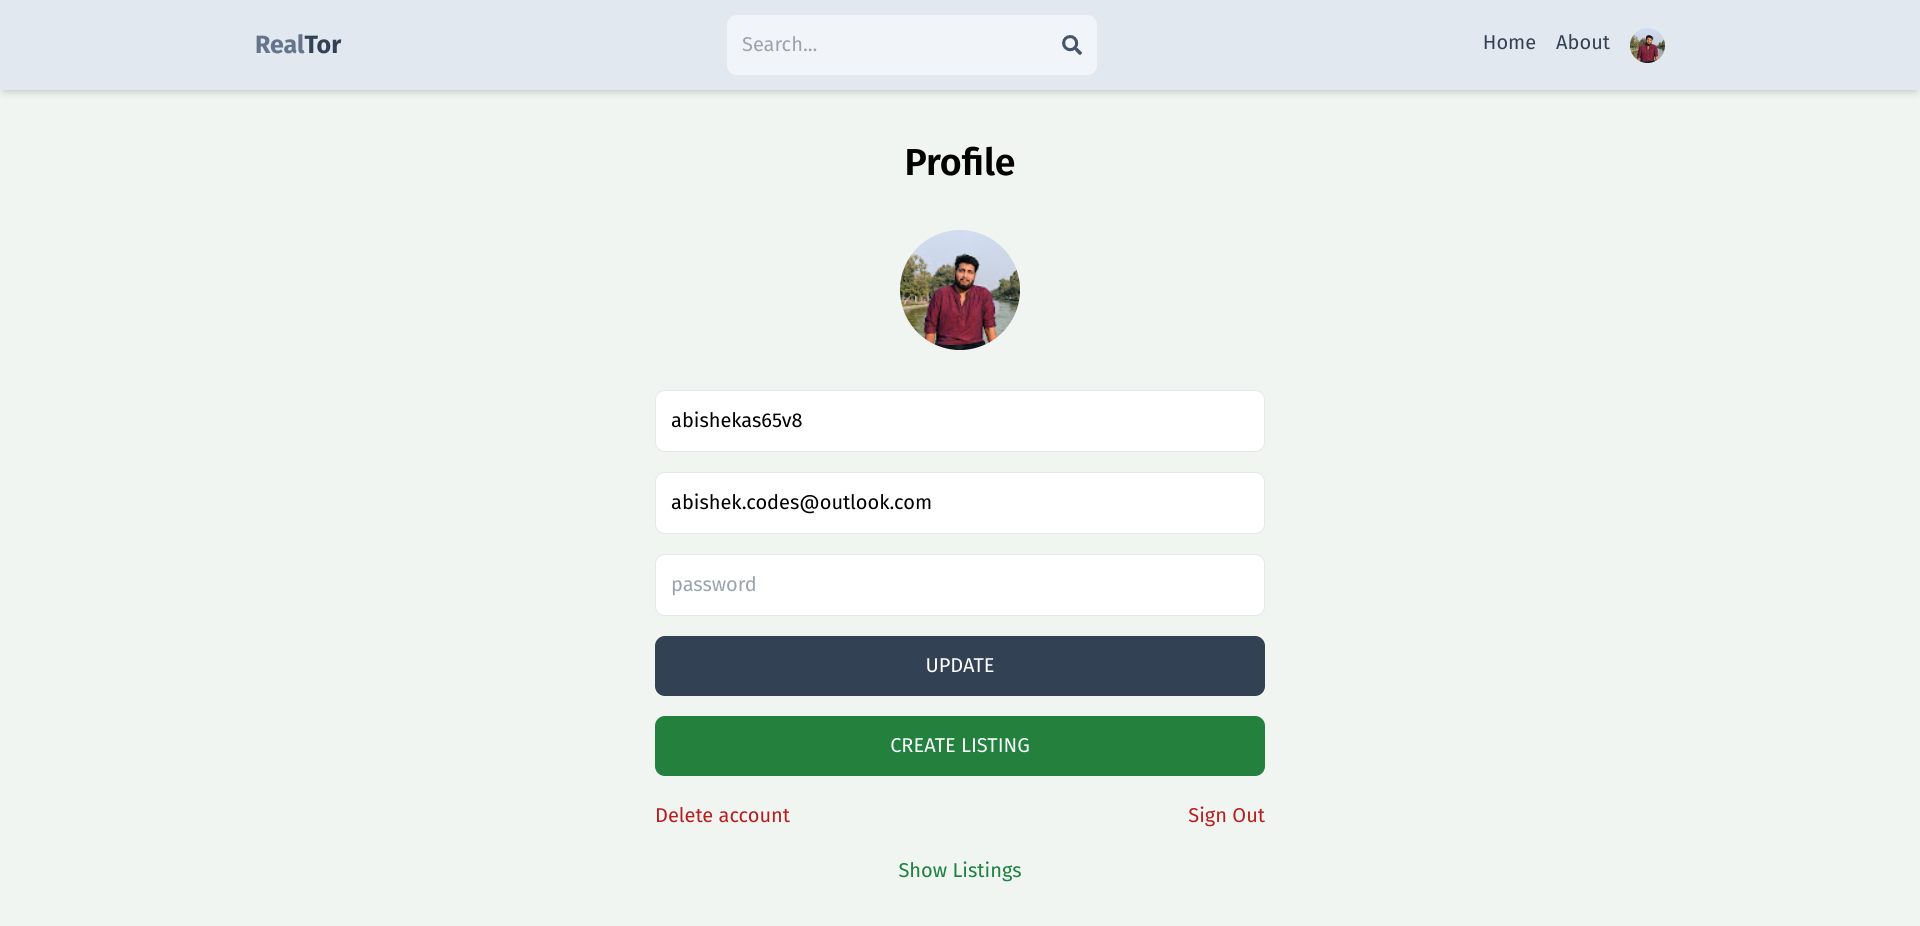 RealTor
Search...
Home
About
Profile
abishekas65v8
abishek.codes@outlook.com
password
UPDATE
CREATE LISTING
Delete account
Sign Out
Show Listings